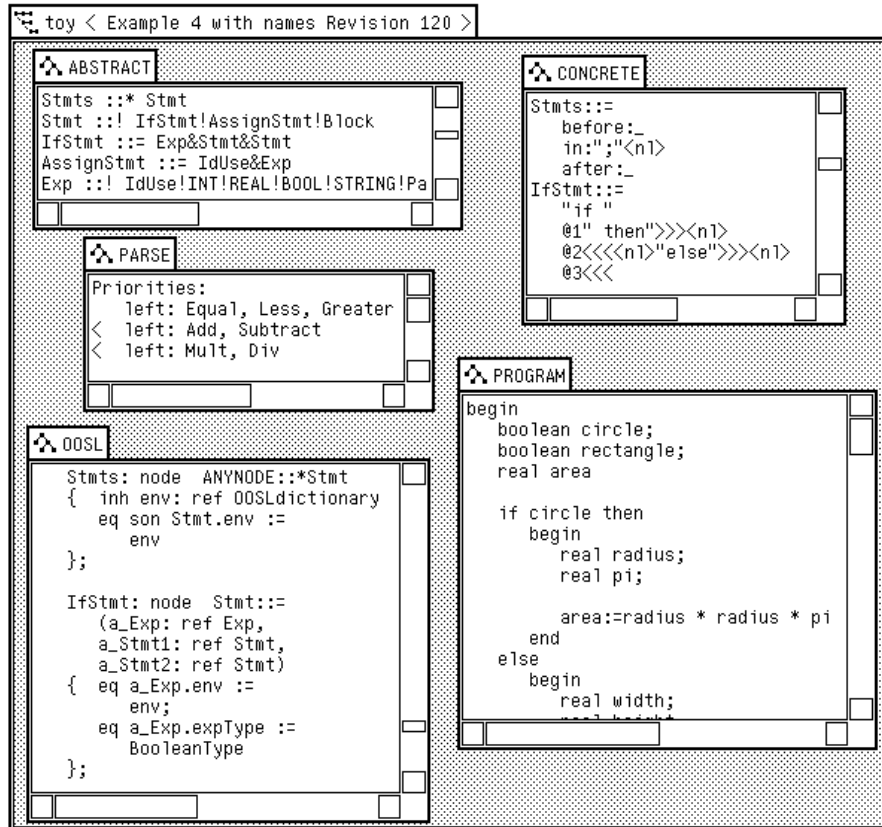 toy < Example 4 with names Revision 120 >
ABSTRACT
Stmts ::* Stmt
Stmt ::! IfStmt!AssignStmt!Block
IfStmt ::= Exp&Stmt&Stmt
AssignStmt ::= IdUse&Exp
Exp ::! IdUse!INT!REAL!BOOL!STRING!Pa
CONCRETE
Stmts::=
before:_
in:";"<nl>
after:_
IfStmt::=
"if "
@1" then">>><nl>
@2<<<<nl>"else">>><nl>
@3<<<
PARSE
Priorities:
left: Equal, Less, Greater
< left: Add, Subtract
< left: Mult, Div
OOSL
Stmts: node ANYNODE::*Stmt
{ inh env: ref OOSLdictionary
eq son Stmt.env :=
env
};
IfStmt: node Stmt::=
(a_Exp: ref Exp,
a_Stmt1: ref Stmt,
a_Stmt2: ref Stmt)
{ eq a_Exp.env :=
env;
eq a_Exp.expType :=
BooleanType
};
PROGRAM
begin
boolean circle;
boolean rectangle;
real area
if circle then
begin
real radius;
real pi;
area:=radius * radius * pi
end
else
begin
real width;
real height